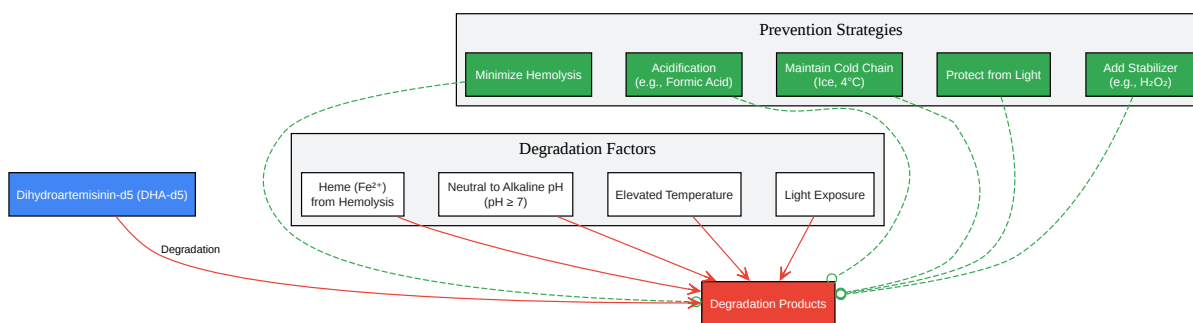 Prevention Strategies
Minimize Hemolysis
Acidification
(e.g., Formic Acid)
Maintain Cold Chain
(Ice, 4°C)
Protect from Light
Add Stabilizer
(e.g., H₂O₂)
Degradation Factors
Heme (Fe²⁺)
from Hemolysis
Neutral to Alkaline pH
(pH ≥ 7)
Elevated Temperature
Light Exposure
Dihydroartemisinin-d5 (DHA-d5)
Degradation
Degradation Products